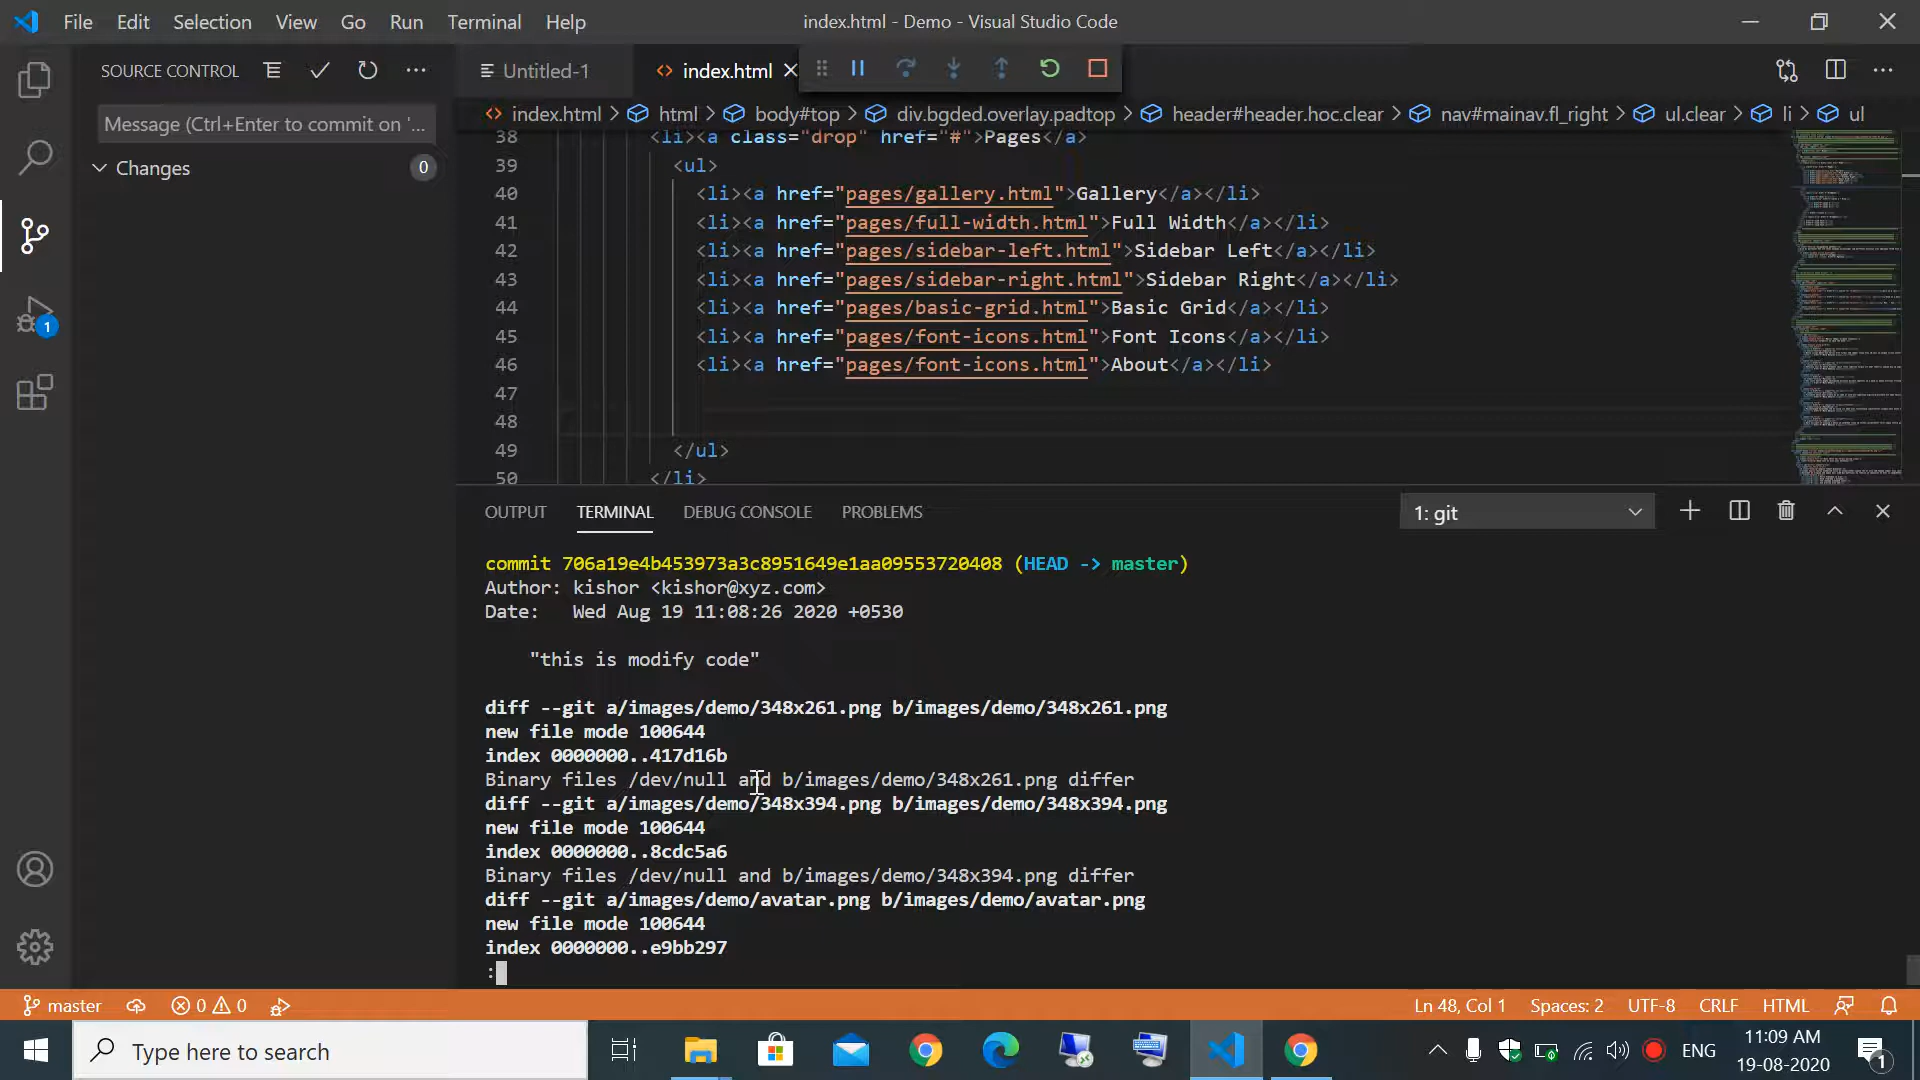 File Edit Selection View Go Run Terminal Help
index.html - Demo - Visual Studio Code
SOURCE CONTROL
Message (Ctrl+Enter to commit on '...
Changes 0
1
Untitled-1
index.html
index.html > html > body#top > div.bgded.overlay.padtop > header#header.hoc.clear > nav#mainav.fl_right > ul.clear > li > ul
38 <li><a class="drop" href="#">Pages</a>
39 <ul>
40 <li><a href="pages/gallery.html">Gallery</a></li>
41 <li><a href="pages/full-width.html">Full Width</a></li>
42 <li><a href="pages/sidebar-left.html">Sidebar Left</a></li>
43 <li><a href="pages/sidebar-right.html">Sidebar Right</a></li>
44 <li><a href="pages/basic-grid.html">Basic Grid</a></li>
45 <li><a href="pages/font-icons.html">Font Icons</a></li>
46 <li><a href="pages/font-icons.html">About</a></li>
47
48
49 </ul>
50 </li>
OUTPUT TERMINAL DEBUG CONSOLE PROBLEMS
1: git
commit 706a19e4b453973a3c8951649e1aa09553720408 (HEAD -> master)
Author: kishor <kishor@xyz.com>
Date: Wed Aug 19 11:08:26 2020 +0530
"this is modify code"
diff --git a/images/demo/348x261.png b/images/demo/348x261.png
new file mode 100644
index 0000000..417d16b
Binary files /dev/null and b/images/demo/348x261.png differ
diff --git a/images/demo/348x394.png b/images/demo/348x394.png
new file mode 100644
index 0000000..8cdc5a6
Binary files /dev/null and b/images/demo/348x394.png differ
diff --git a/images/demo/avatar.png b/images/demo/avatar.png
new file mode 100644
index 0000000..e9bb297
:
master 0 0
Ln 48, Col 1 Spaces: 2 UTF-8 CRLF HTML
Type here to search
ENG
11:09 AM
19-08-2020
1